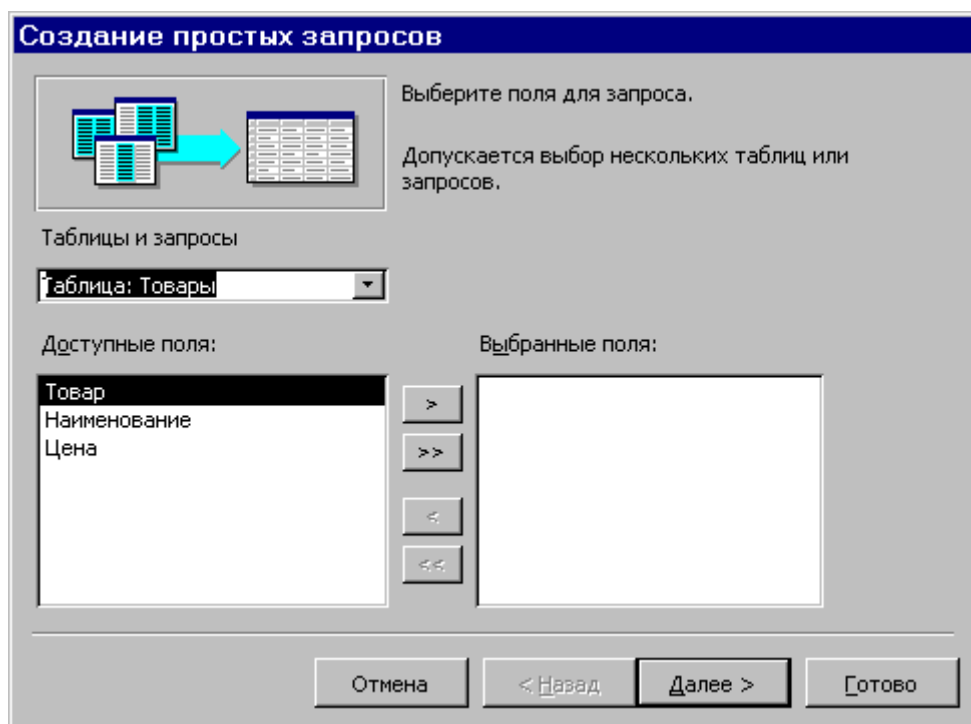 Создание простых запросов
Выберите поля для запроса.
Допускается выбор нескольких таблиц или
запросов.
Таблицы и запросы
Таблица: Товары
Доступные поля:
Выбранные поля:
Товар
Наименование
Цена
>
>>
<
<<
Отмена
< Назад
Далее >
Готово